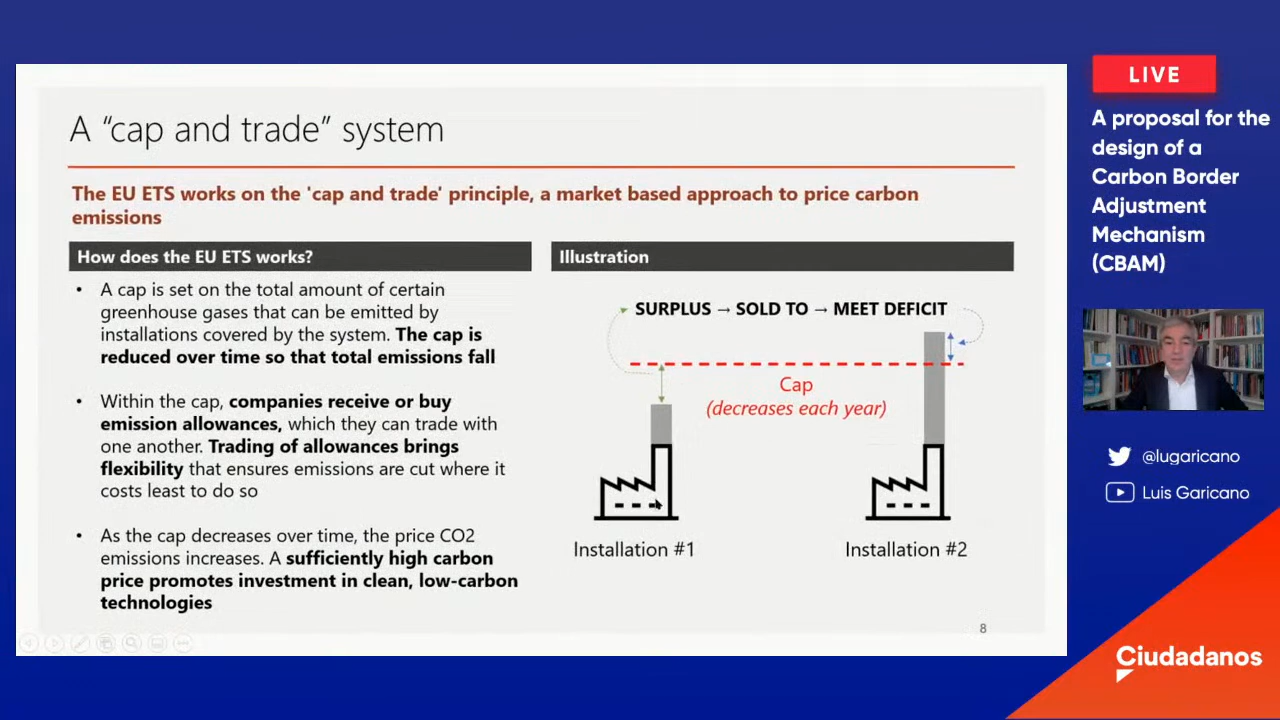 A “cap and trade” system
The EU ETS works on the 'cap and trade' principle, a market based approach to price carbon
emissions
How does the EU ETS works?
• A cap is set on the total amount of certain
greenhouse gases that can be emitted by
installations covered by the system. The cap is
reduced over time so that total emissions fall
• Within the cap, companies receive or buy
emission allowances, which they can trade with
one another. Trading of allowances brings
flexibility that ensures emissions are cut where it
costs least to do so
• As the cap decreases over time, the price CO2
emissions increases. A sufficiently high carbon
price promotes investment in clean, low-carbon
technologies
Illustration
SURPLUS → SOLD TO → MEET DEFICIT
Cap
(decreases each year)
Installation #1
Installation #2
8
LIVE
A proposal for the
design of a
Carbon Border
Adjustment
Mechanism
(CBAM)
@lugaricano
Luis Garicano
Ciudadanos